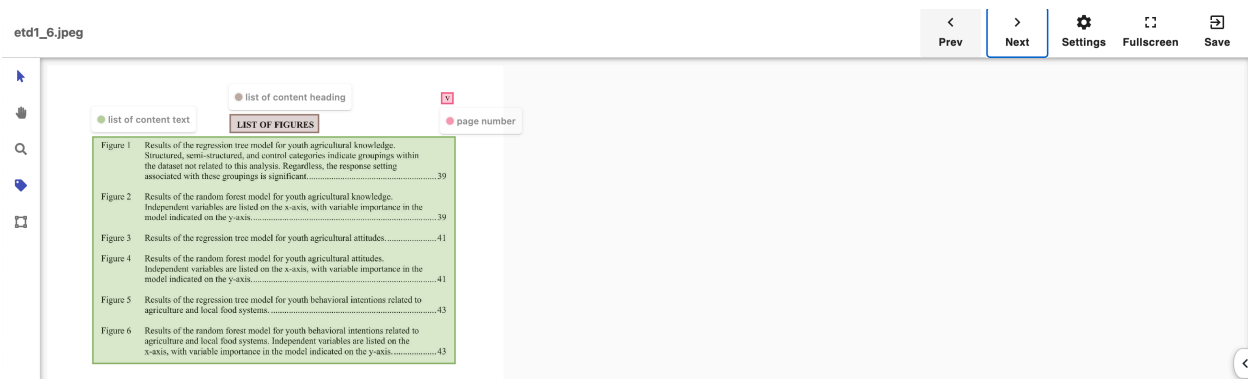 etd1_6.jpeg
Prev
Next
Settings
Fullscreen
Save
list of content heading
v
list of content text
page number
LIST OF FIGURES
Figure 1 Results of the regression tree model for youth agricultural knowledge.
Structured, semi-structured, and control categories indicate groupings within
the dataset not related to this analysis. Regardless, the response setting
associated with these groupings is significant..................................................39
Figure 2 Results of the random forest model for youth agricultural knowledge.
Independent variables are listed on the x-axis, with variable importance in the
model indicated on the y-axis.......................................................................39
Figure 3 Results of the regression tree model for youth agricultural attitudes....................41
Figure 4 Results of the random forest model for youth agricultural attitudes.
Independent variables are listed on the x-axis, with variable importance in the
model indicated on the y-axis.......................................................................41
Figure 5 Results of the regression tree model for youth behavioral intentions related to
agriculture and local food systems. ................................................................43
Figure 6 Results of the random forest model for youth behavioral intentions related to
agriculture and local food systems. Independent variables are listed on the
x-axis, with variable importance in the model indicated on the y-axis..................43